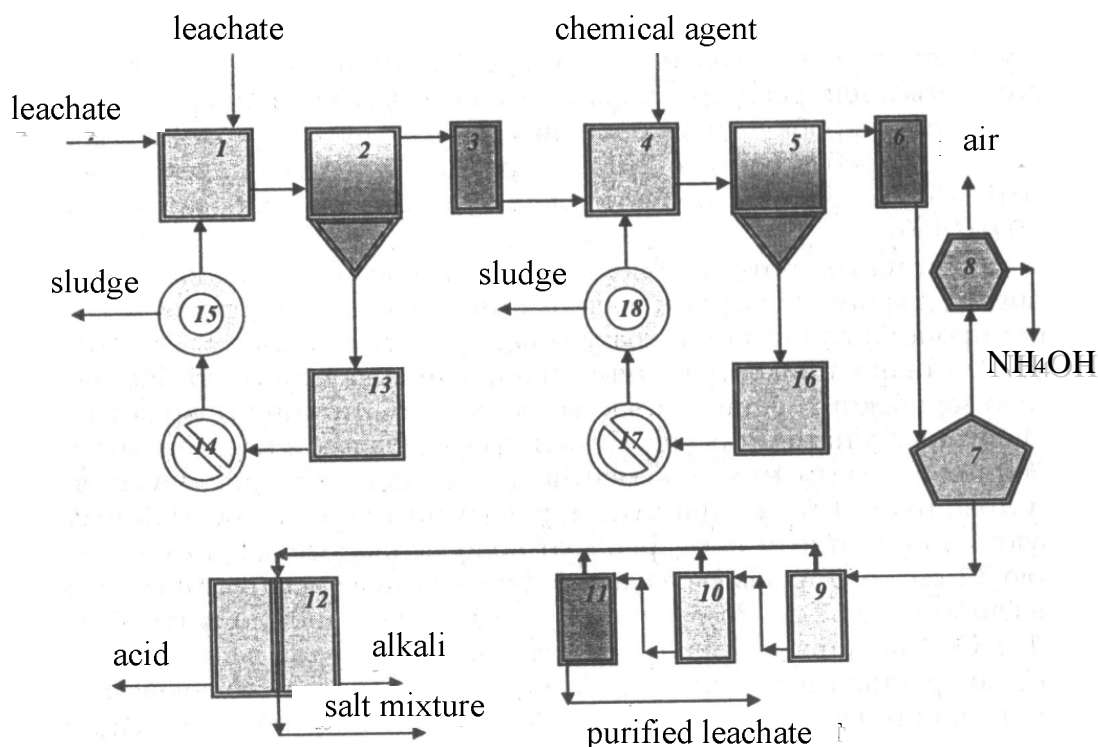 leachate
chemical agent
leachate
1
2
3
4
5
6
air
8
sludge
15
sludge
18
NH4OH
13
16
14
17
7
12
11
10
9
acid
alkali
salt mixture
purified leachate